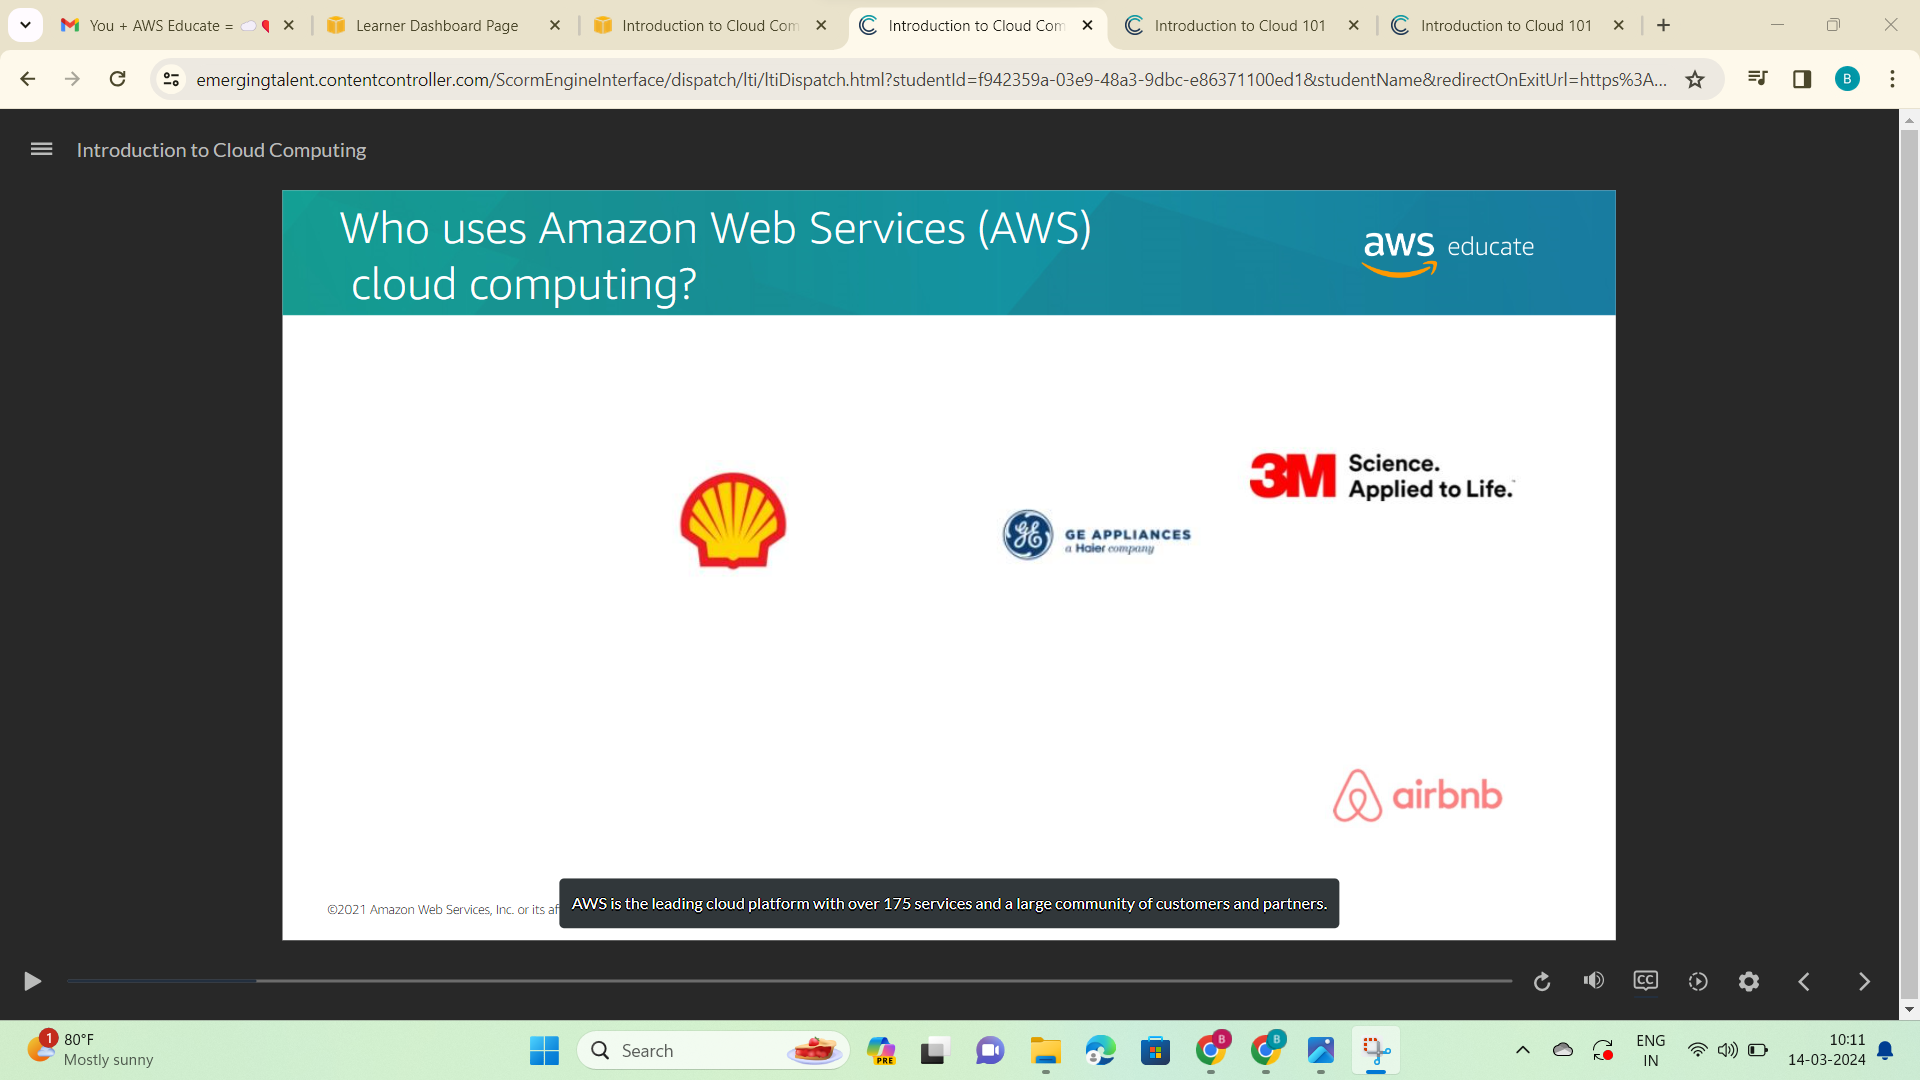 You + AWS Educate =
Learner Dashboard Page
Introduction to Cloud Com
Introduction to Cloud Com
Introduction to Cloud 101
Introduction to Cloud 101
emergingtalent.contentcontroller.com/ScormEngineInterface/dispatch/lti/ltiDispatch.html?studentId=f942359a-03e9-48a3-9dbc-e86371100ed1&studentName&redirectOnExitUrl=https%3A...
B
Introduction to Cloud Computing
Who uses Amazon Web Services (AWS)
cloud computing?
aws educate
3M Science.
Applied to Life.
GE APPLIANCES
a Haier company
airbnb
©2021 Amazon Web Services, Inc. or its af
AWS is the leading cloud platform with over 175 services and a large community of customers and partners.
CC
1
80°F
Mostly sunny
Search
PRE
B
B
ENG
IN
10:11
14-03-2024